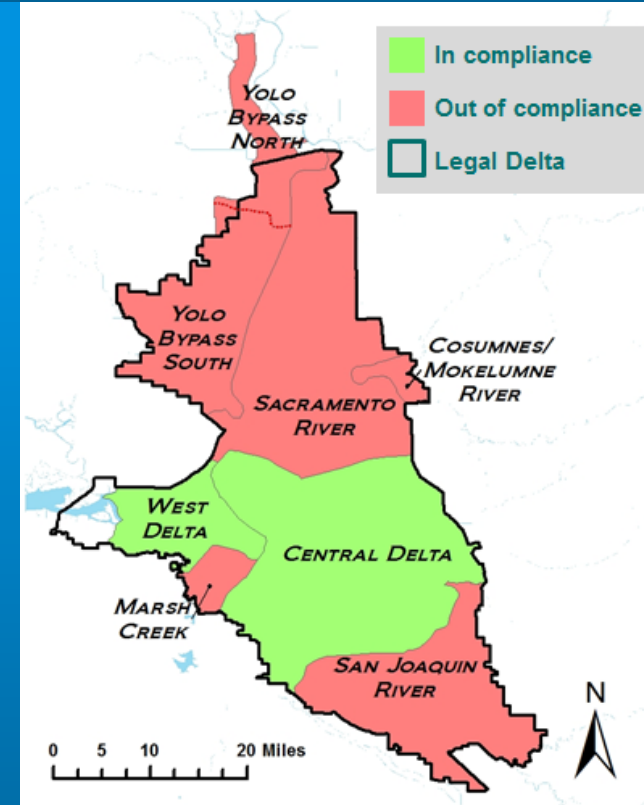 In compliance
Out of compliance
Legal Delta
YOLO
BYPASS
NORTH
YOLO
BYPASS
SOUTH
COSUMNES/
MOKELUMNE
RIVER
SACRAMENTO
RIVER
WEST
DELTA
CENTRAL DELTA
MARSH
CREEK
SAN JOAQUIN
RIVER
N
0 5 10 20 Miles